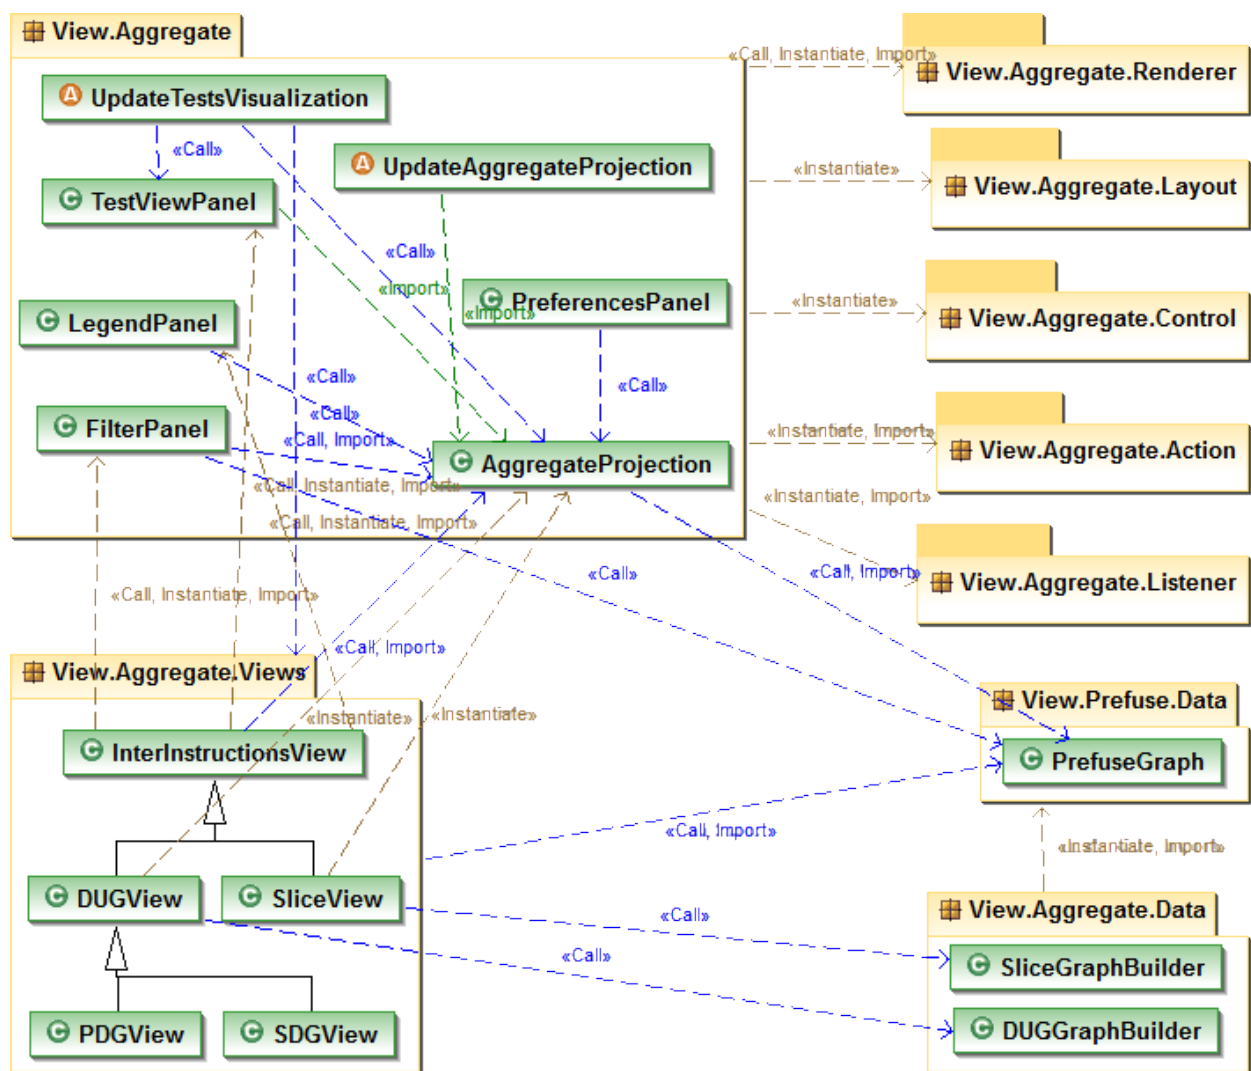 View.Aggregate
«Call, Instantiate, Import»
View.Aggregate.Renderer
A UpdateTestsVisualization
«Call»
A UpdateAggregateProjection
«Instantiate»
View.Aggregate.Layout
C TestViewPanel
«Call»
«Import»
«Import»
C PreferencesPanel
«Instantiate»
View.Aggregate.Control
C LegendPanel
«Call»
«Call»
«Call»
C FilterPanel
«Call, Import»
«Instantiate, Import»
View.Aggregate.Action
C AggregateProjection
«Call, Instantiate, Import»
«Call, Instantiate, Import»
«Instantiate, Import»
«Call»
«Call, Import»
View.Aggregate.Listener
«Call, Instantiate, Import»
«Call, Import»
View.Aggregate.Views
«Instantiate»
«Instantiate»
View.Prefuse.Data
C InterInstructionsView
C PrefuseGraph
«Call, Import»
«Instantiate, Import»
C DUGView
C SliceView
«Call»
View.Aggregate.Data
«Call»
C SliceGraphBuilder
C PDGView
C SDGView
C DUGGraphBuilder